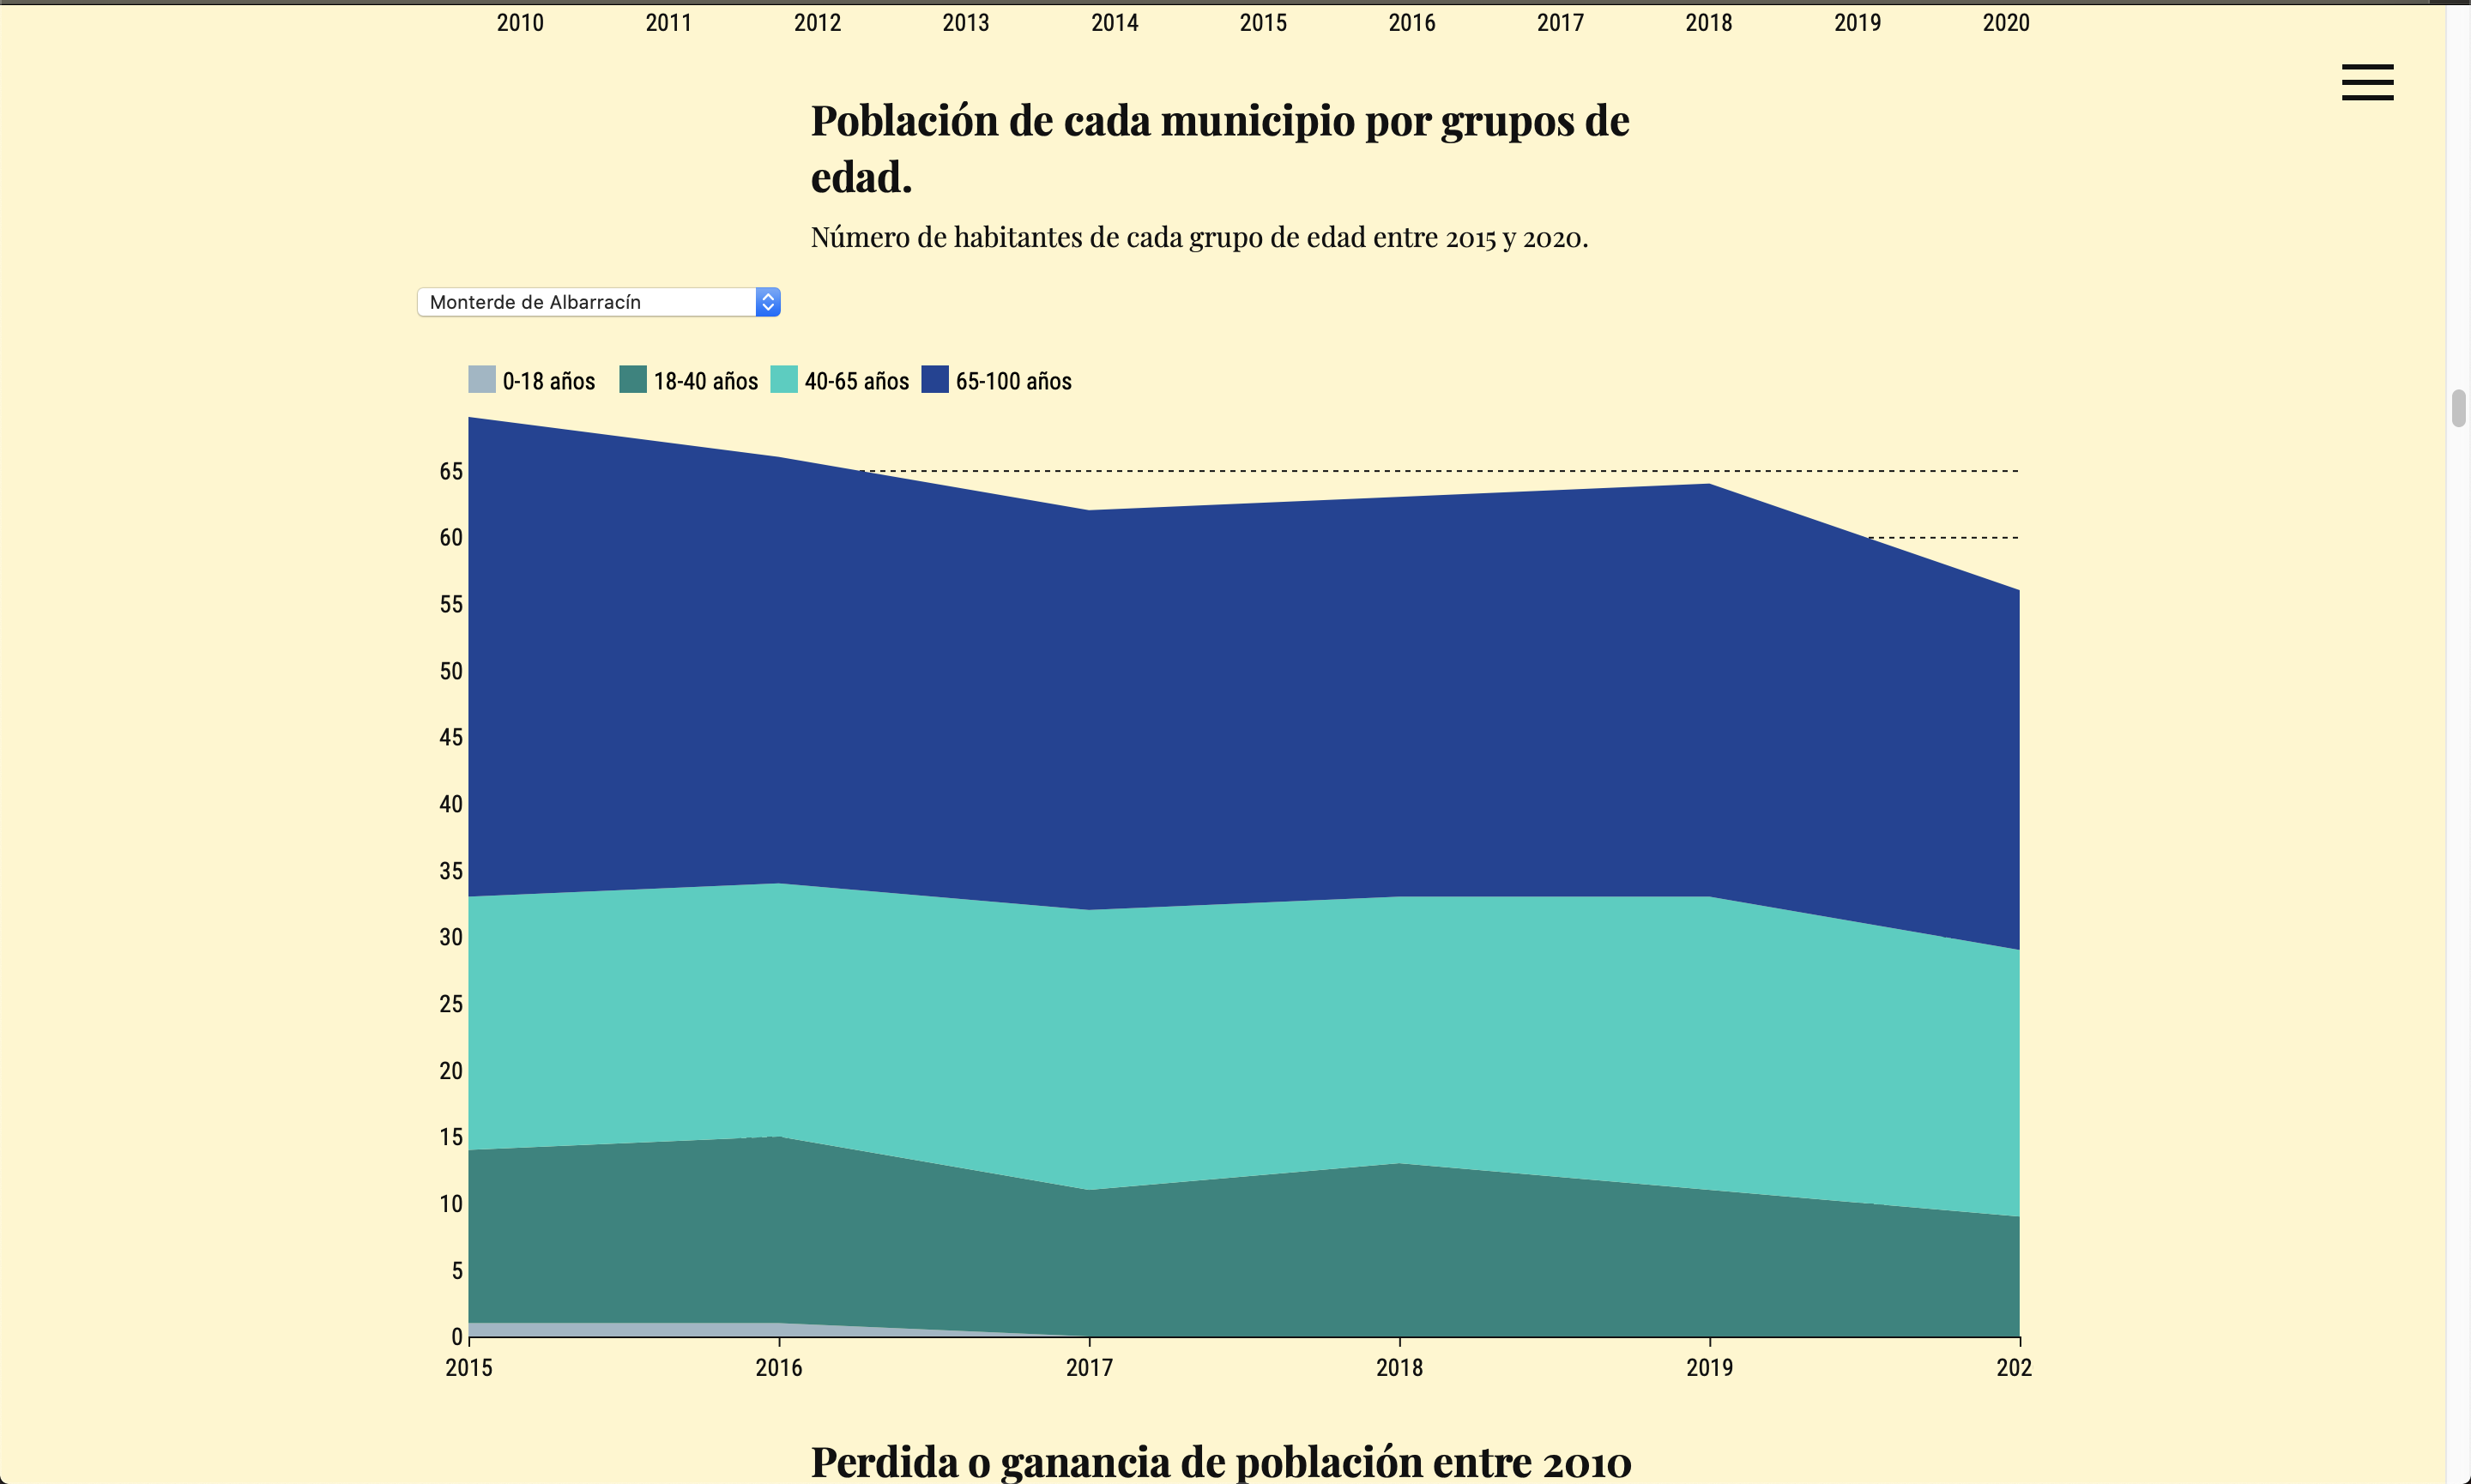 2010 2011 2012 2013 2014 2015 2016 2017 2018 2019 2020
Población de cada municipio por grupos de
edad.
Número de habitantes de cada grupo de edad entre 2015 y 2020.
Monterde de Albarracín
0-18 años 18-40 años 40-65 años 65-100 años
65
60
55
50
45
40
35
30
25
20
15
10
5
0
2015 2016 2017 2018 2019 202
Perdida o ganancia de población entre 2010